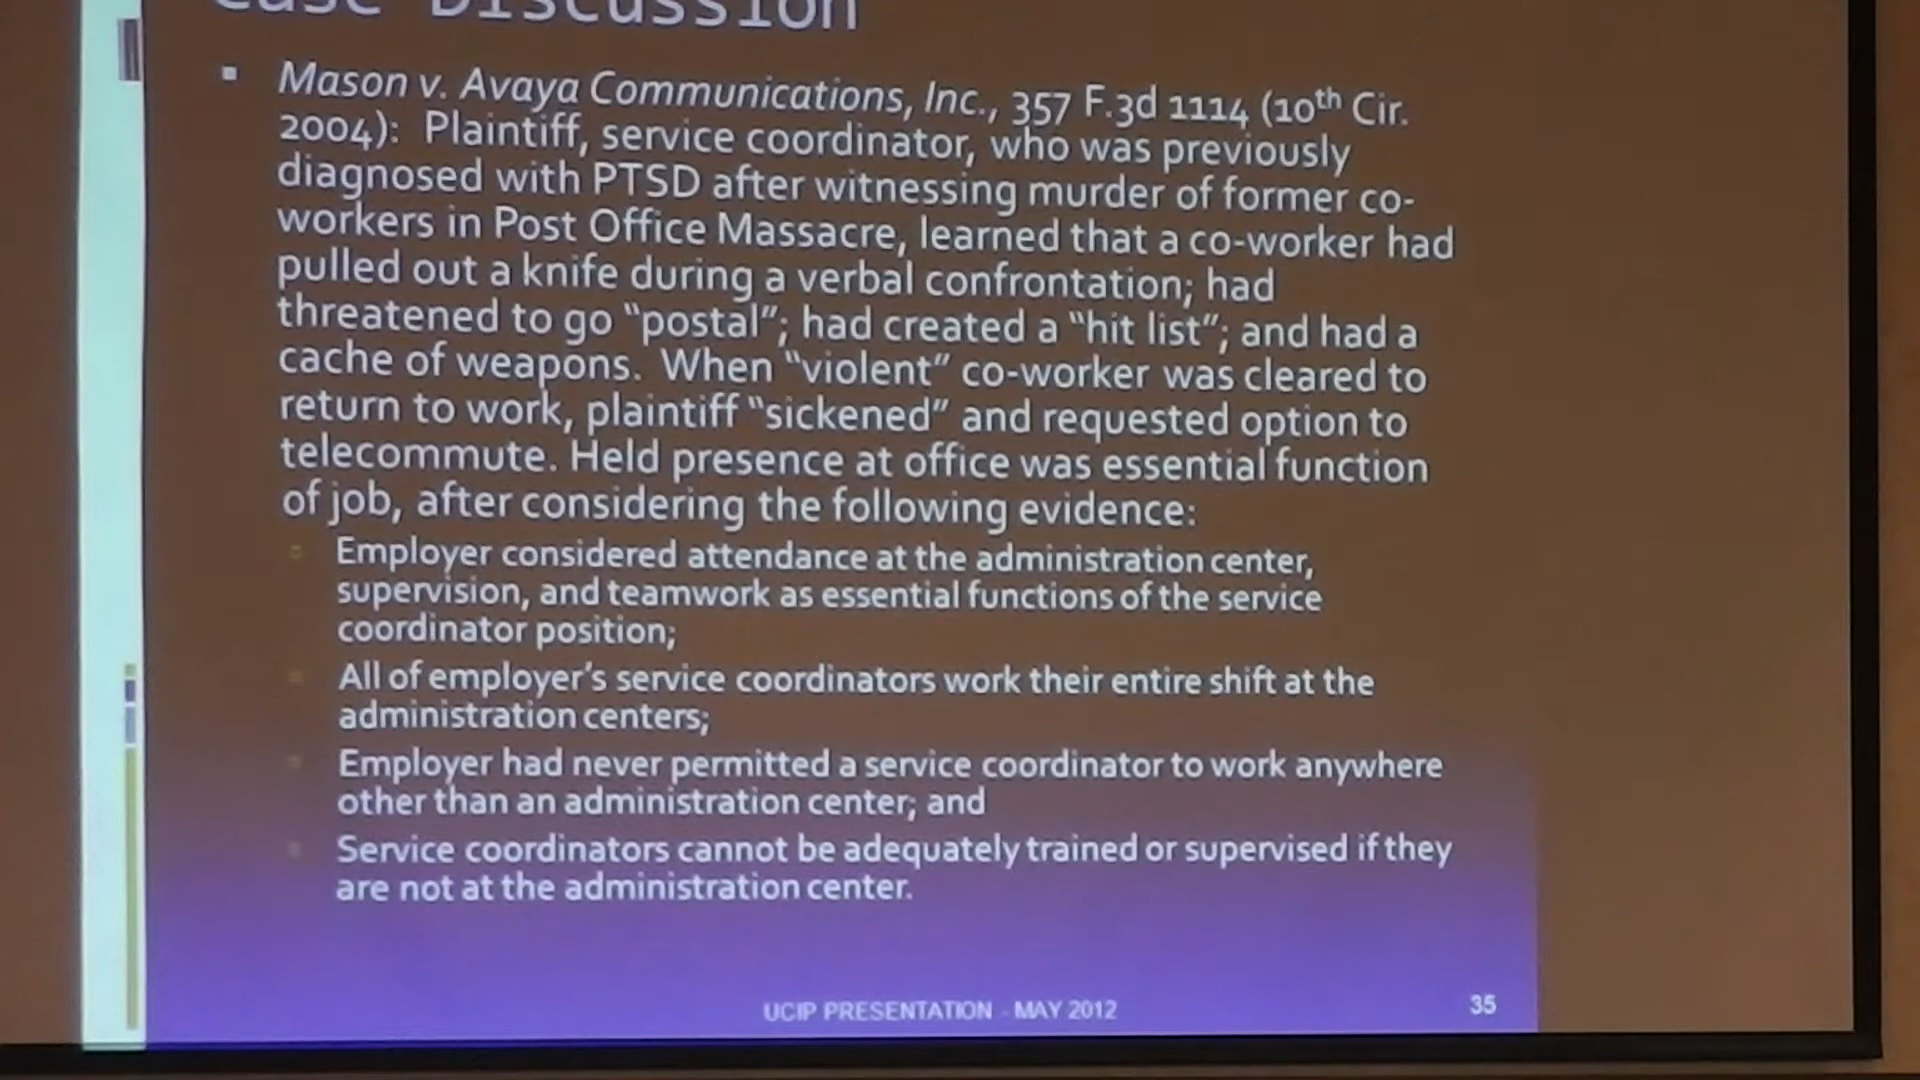 Case Discussion
▪ Mason v. Avaya Communications, Inc., 357 F.3d 1114 (10th Cir.
2004): Plaintiff, service coordinator, who was previously
diagnosed with PTSD after witnessing murder of former co-
workers in Post Office Massacre, learned that a co-worker had
pulled out a knife during a verbal confrontation; had
threatened to go “postal”; had created a “hit list”; and had a
cache of weapons. When “violent” co-worker was cleared to
return to work, plaintiff “sickened” and requested option to
telecommute. Held presence at office was essential function
of job, after considering the following evidence:
▫ Employer considered attendance at the administration center,
supervision, and teamwork as essential functions of the service
coordinator position;
▫ All of employer’s service coordinators work their entire shift at the
administration centers;
▫ Employer had never permitted a service coordinator to work anywhere
other than an administration center; and
▫ Service coordinators cannot be adequately trained or supervised if they
are not at the administration center.
UCIP PRESENTATION - MAY 2012
35